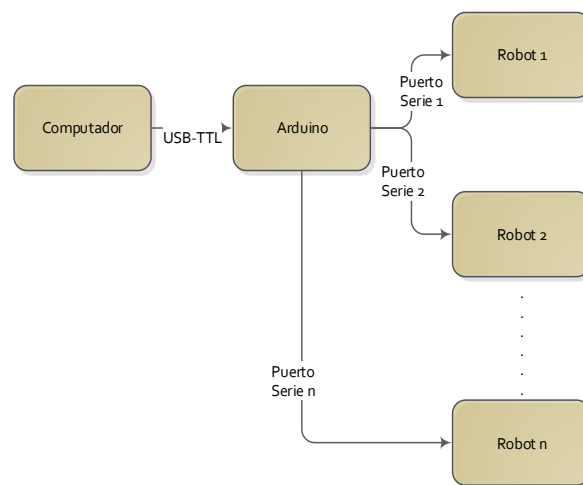 Robot 1
Puerto
Serie 1
Computador
USB-TTL
Arduino
Puerto
Serie 2
Robot 2
.
.
.
.
.
.
Puerto
Serie n
Robot n